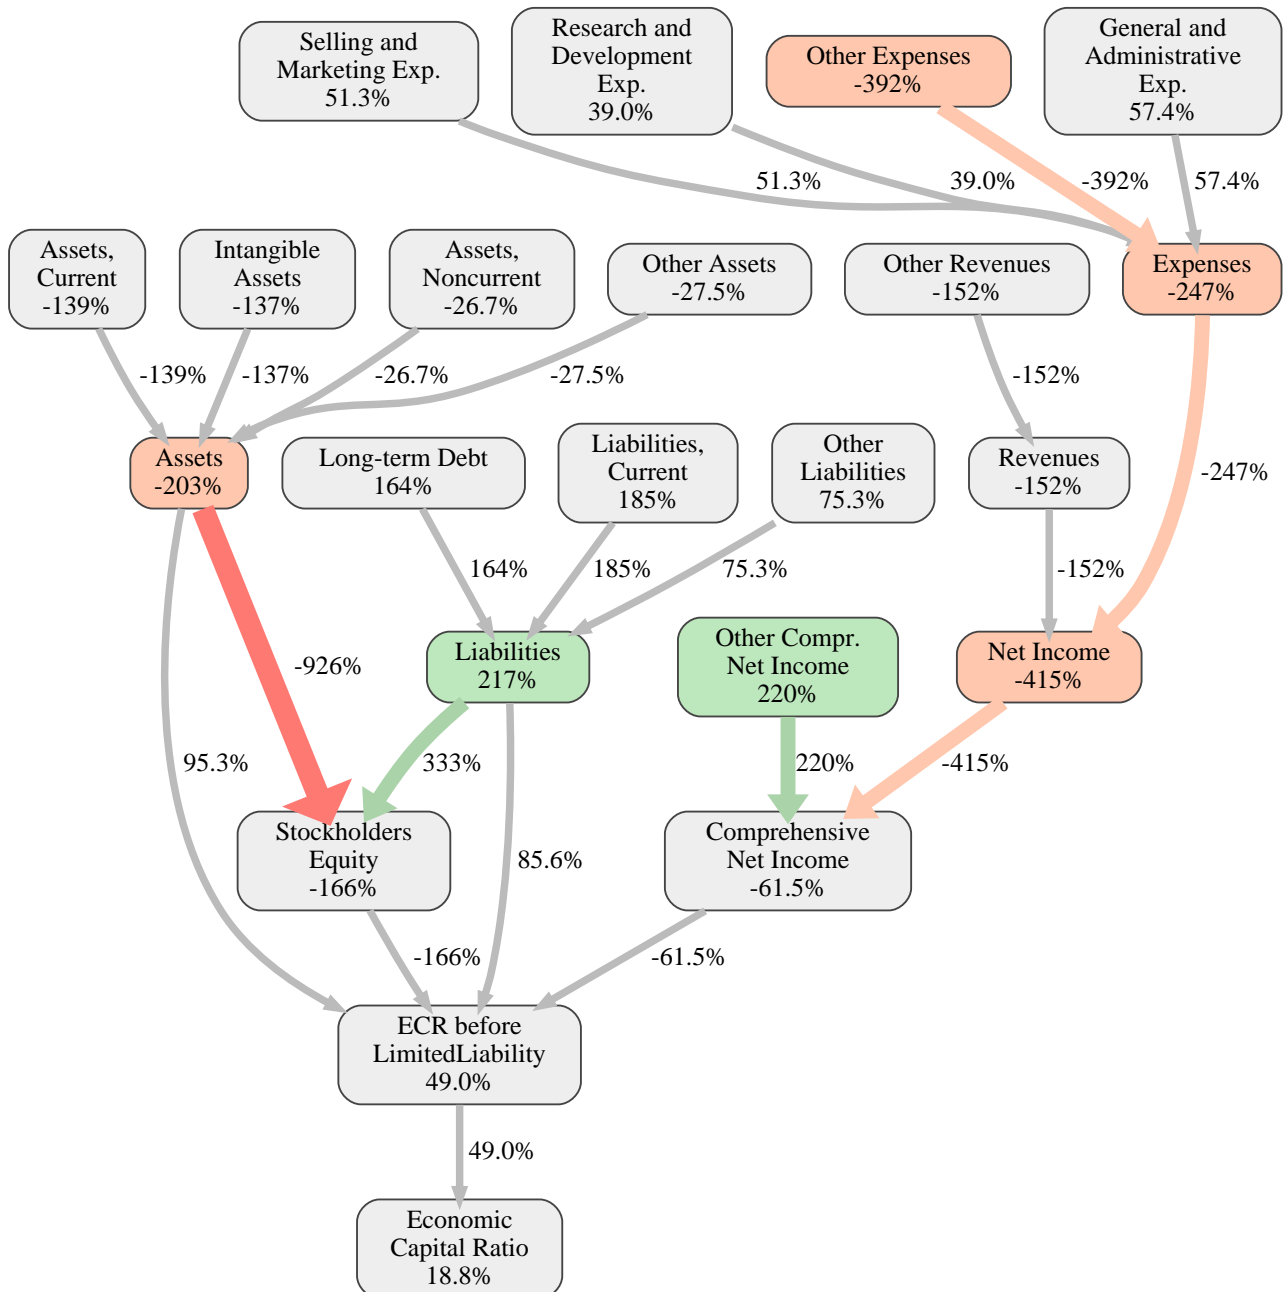 Selling and
Marketing Exp.
51.3%
Research and
Development
Exp.
39.0%
Other Expenses
-392%
General and
Administrative
Exp.
57.4%
51.3%
39.0%
-392%
57.4%
Assets,
Current
-139%
Intangible
Assets
-137%
Assets,
Noncurrent
-26.7%
Other Assets
-27.5%
Other Revenues
-152%
Expenses
-247%
-139%
-137%
-26.7%
-27.5%
-152%
-247%
Assets
-203%
Long-term Debt
164%
Liabilities,
Current
185%
Other
Liabilities
75.3%
Revenues
-152%
164%
185%
75.3%
-152%
-926%
Liabilities
217%
Other Compr.
Net Income
220%
Net Income
-415%
95.3%
333%
220%
-415%
Stockholders
Equity
-166%
85.6%
Comprehensive
Net Income
-61.5%
-166%
-61.5%
ECR before
LimitedLiability
49.0%
49.0%
Economic
Capital Ratio
18.8%